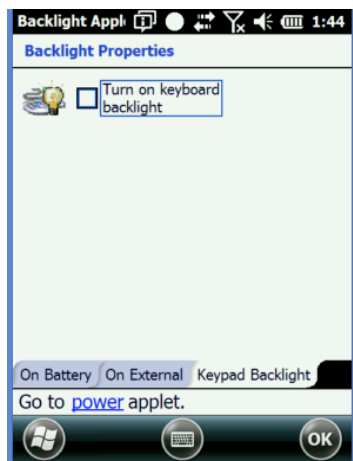 Backlight Appl 1:44
Backlight Properties
Turn on keyboard
backlight
On Battery On External Keypad Backlight
Go to power applet.
OK